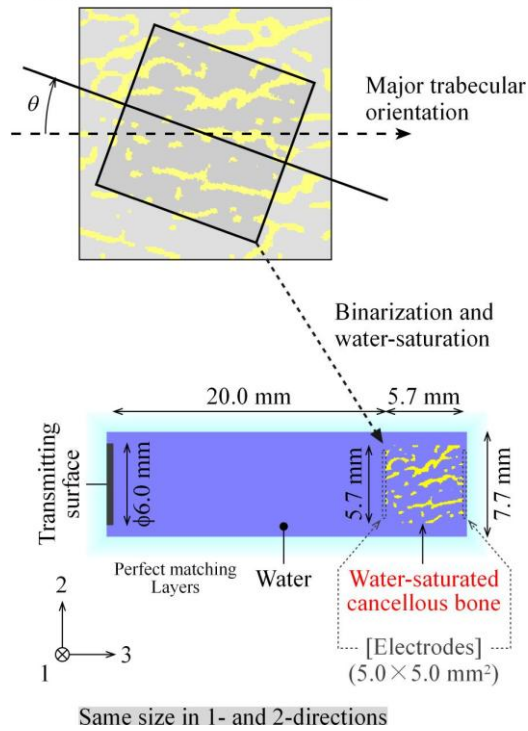 θ
Major trabecular
orientation
Binarization and
water-saturation
20.0 mm
5.7 mm
Transmitting
surface
ϕ6.0 mm
5.7 mm
7.7 mm
Perfect matching
Layers
Water
Water-saturated
cancellous bone
[Electrodes]
(5.0×5.0 mm²)
2
1
3
Same size in 1- and 2-directions